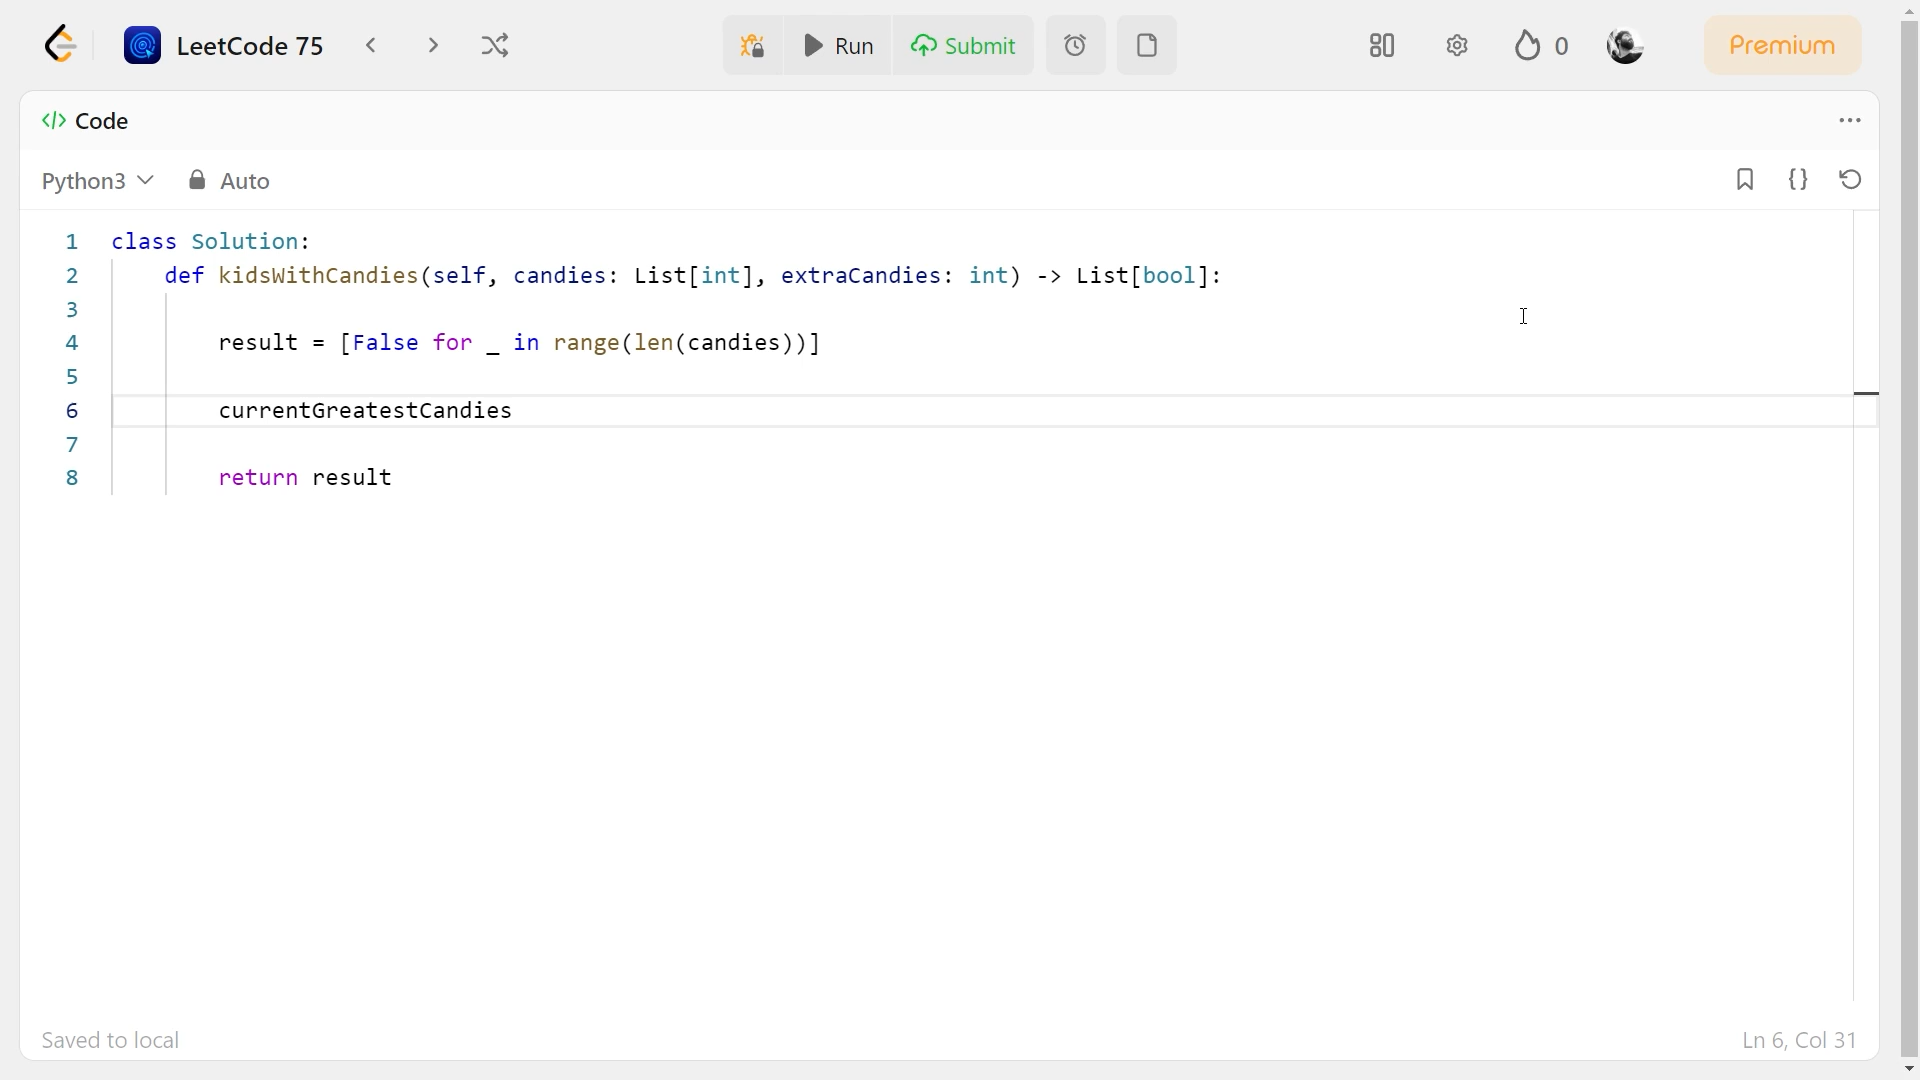 LeetCode 75 Run Submit 0 Premium
</> Code
Python3 Auto {}
1 class Solution:
2 def kidsWithCandies(self, candies: List[int], extraCandies: int) -> List[bool]:
3
4 result = [False for _ in range(len(candies))]
5
6 currentGreatestCandies
7
8 return result
Saved to local Ln 6, Col 31